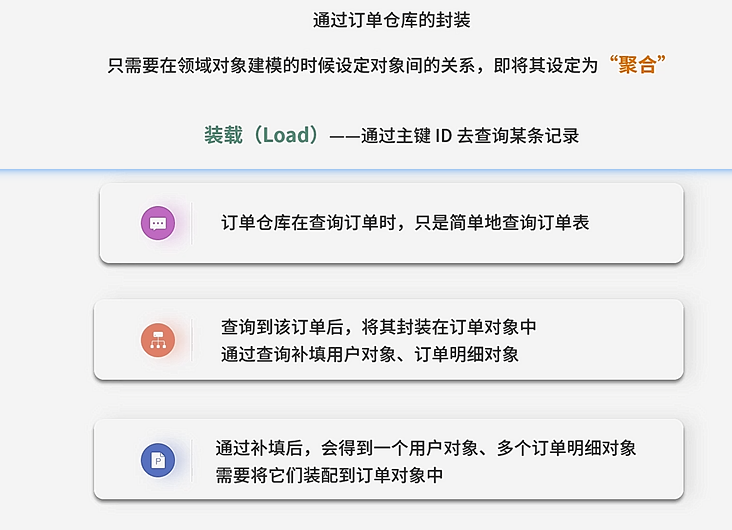 通过订单仓库的封装
只需要在领域对象建模的时候设定对象间的关系，即将其设定为“聚合”
装载（Load）——通过主键 ID 去查询某条记录
订单仓库在查询订单时，只是简单地查询订单表
查询到该订单后，将其封装在订单对象中
通过查询补填用户对象、订单明细对象
P
通过补填后，会得到一个用户对象、多个订单明细对象
需要将它们装配到订单对象中